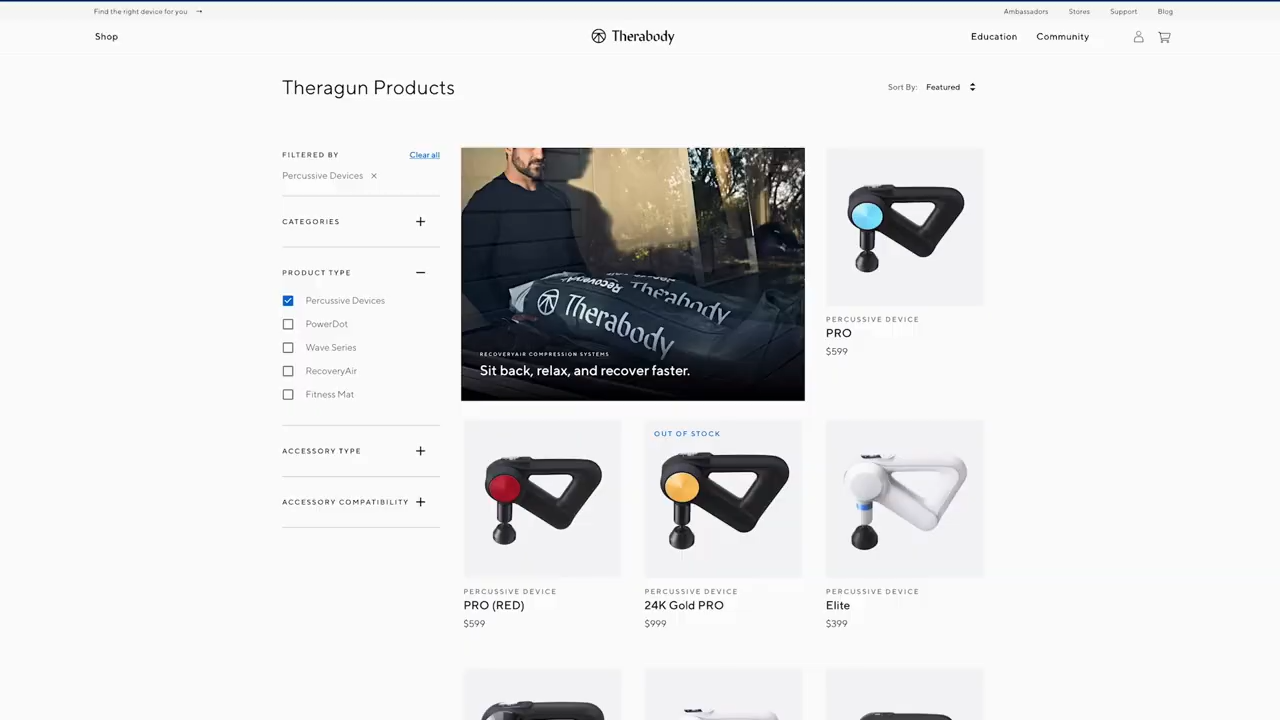 Find the right device for you →
Ambassadors Stores Support Blog
Shop
Therabody
Education Community
Theragun Products
Sort By: Featured
FILTERED BY Clear all
Percussive Devices ×
CATEGORIES +
PRODUCT TYPE −
Percussive Devices
PowerDot
Wave Series
RecoveryAir
Fitness Mat
ACCESSORY TYPE +
ACCESSORY COMPATIBILITY +
Recovery Therabody
Therabody
RECOVERYAIR COMPRESSION SYSTEMS
Sit back, relax, and recover faster.
PERCUSSIVE DEVICE
PRO
$599
PERCUSSIVE DEVICE
PRO (RED)
$599
OUT OF STOCK
PERCUSSIVE DEVICE
24K Gold PRO
$999
PERCUSSIVE DEVICE
Elite
$399